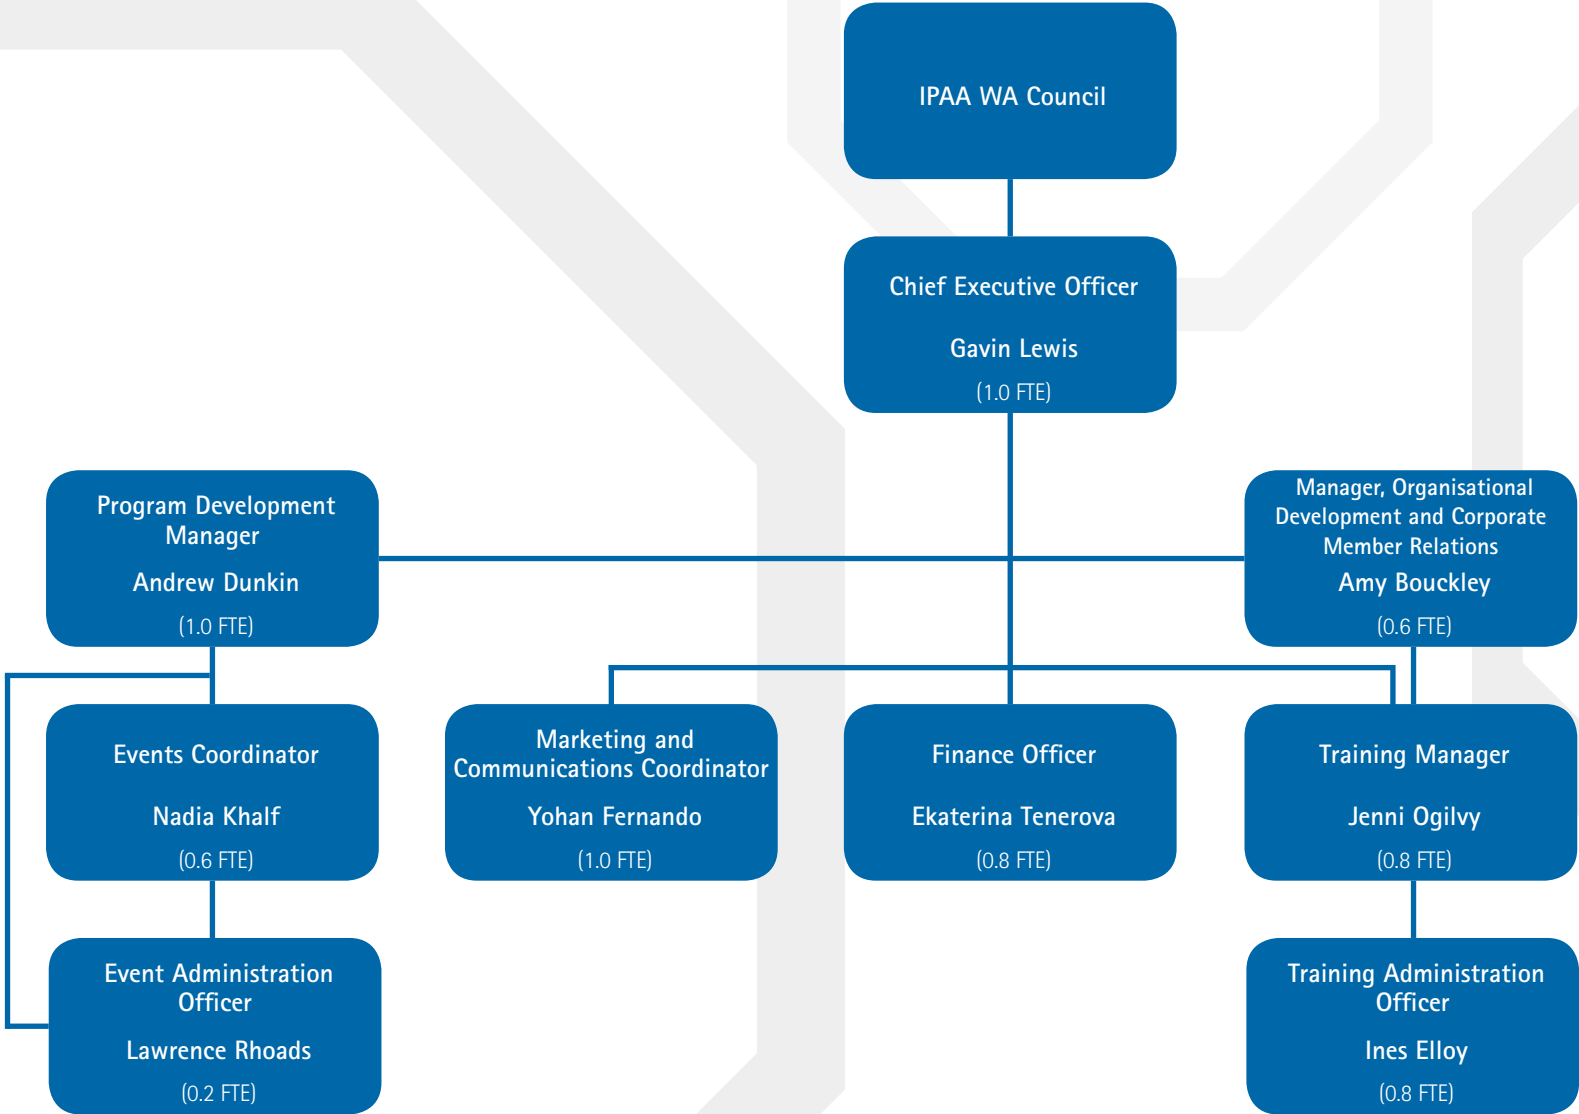 IPAA WA Council
Chief Executive Officer
Gavin Lewis
(1.0 FTE)
Program Development
Manager
Andrew Dunkin
(1.0 FTE)
Manager, Organisational
Development and Corporate
Member Relations
Amy Bouckley
(0.6 FTE)
Events Coordinator
Nadia Khalf
(0.6 FTE)
Marketing and
Communications Coordinator
Yohan Fernando
(1.0 FTE)
Finance Officer
Ekaterina Tenerova
(0.8 FTE)
Training Manager
Jenni Ogilvy
(0.8 FTE)
Event Administration
Officer
Lawrence Rhoads
(0.2 FTE)
Training Administration
Officer
Ines Elloy
(0.8 FTE)